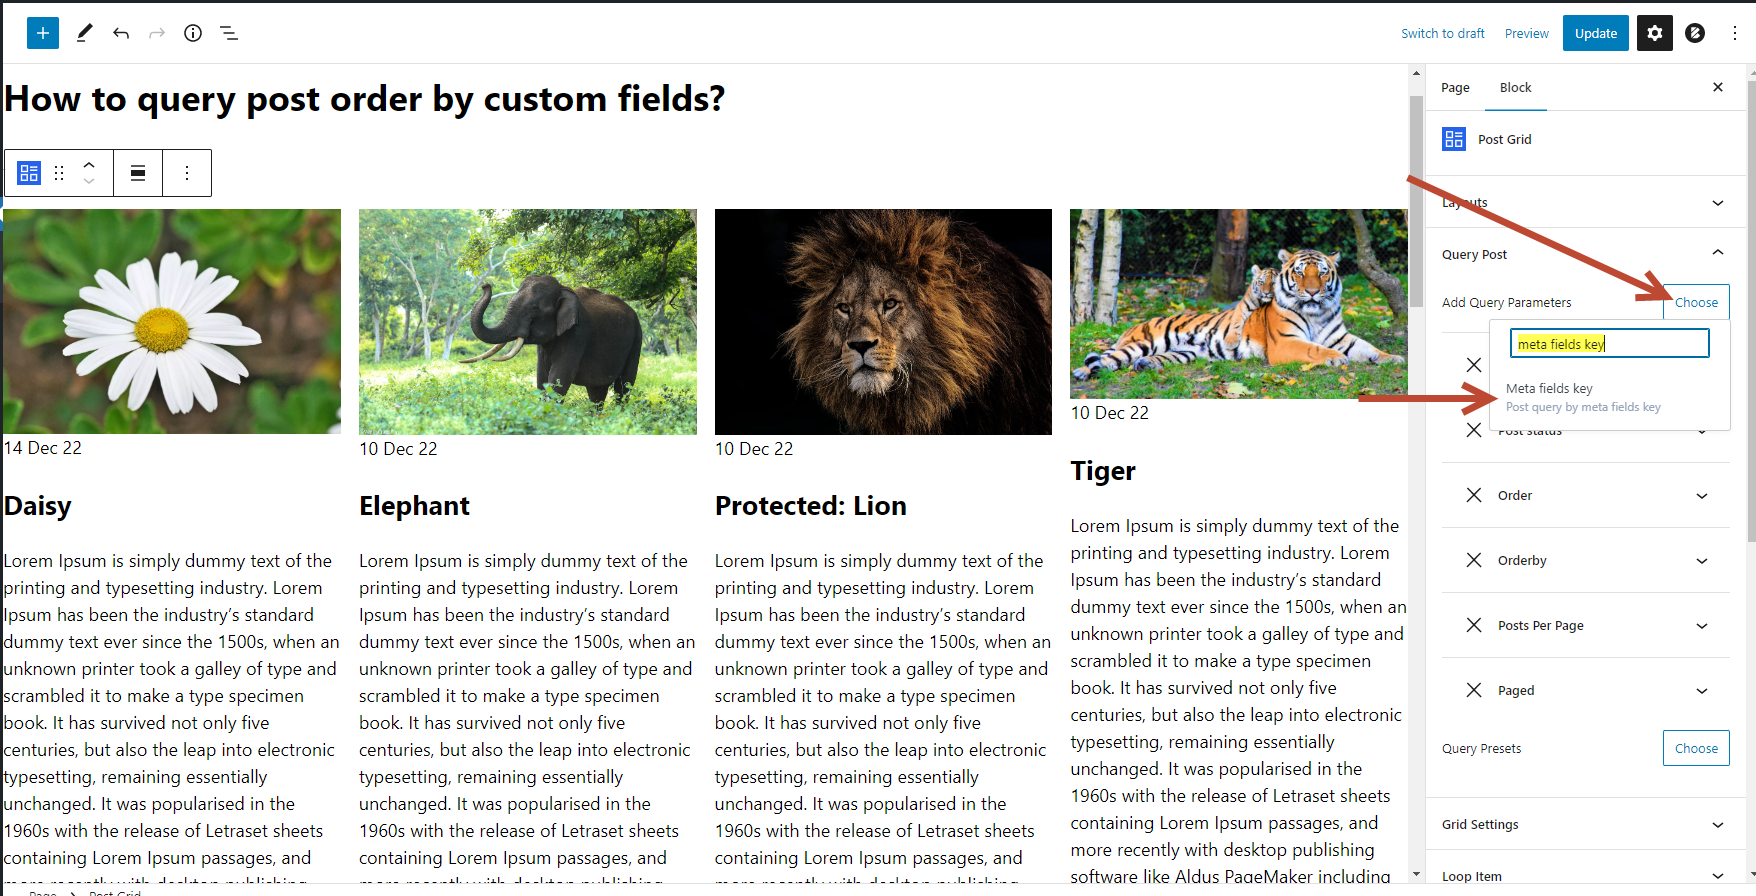 Switch to draft
Preview
Update
How to query post order by custom fields?
14 Dec 22
Daisy
Lorem Ipsum is simply dummy text of the
printing and typesetting industry. Lorem
Ipsum has been the industry’s standard
dummy text ever since the 1500s, when an
unknown printer took a galley of type and
scrambled it to make a type specimen
book. It has survived not only five
centuries, but also the leap into electronic
typesetting, remaining essentially
unchanged. It was popularised in the
1960s with the release of Letraset sheets
containing Lorem Ipsum passages, and
more recently with desktop publishing
10 Dec 22
Elephant
Lorem Ipsum is simply dummy text of the
printing and typesetting industry. Lorem
Ipsum has been the industry’s standard
dummy text ever since the 1500s, when an
unknown printer took a galley of type and
scrambled it to make a type specimen
book. It has survived not only five
centuries, but also the leap into electronic
typesetting, remaining essentially
unchanged. It was popularised in the
1960s with the release of Letraset sheets
containing Lorem Ipsum passages, and
more recently with desktop publishing
10 Dec 22
Protected: Lion
Lorem Ipsum is simply dummy text of the
printing and typesetting industry. Lorem
Ipsum has been the industry’s standard
dummy text ever since the 1500s, when an
unknown printer took a galley of type and
scrambled it to make a type specimen
book. It has survived not only five
centuries, but also the leap into electronic
typesetting, remaining essentially
unchanged. It was popularised in the
1960s with the release of Letraset sheets
containing Lorem Ipsum passages, and
more recently with desktop publishing
10 Dec 22
Tiger
Lorem Ipsum is simply dummy text of the
printing and typesetting industry. Lorem
Ipsum has been the industry’s standard
dummy text ever since the 1500s, when an
unknown printer took a galley of type and
scrambled it to make a type specimen
book. It has survived not only five
centuries, but also the leap into electronic
typesetting, remaining essentially
unchanged. It was popularised in the
1960s with the release of Letraset sheets
containing Lorem Ipsum passages, and
more recently with desktop publishing
software like Aldus PageMaker including
Page
Block
Post Grid
Layouts
Query Post
Add Query Parameters
Choose
meta fields key
Meta fields key
Post query by meta fields key
Post status
Order
Orderby
Posts Per Page
Paged
Query Presets
Choose
Grid Settings
Loop Item
Page
Post Grid